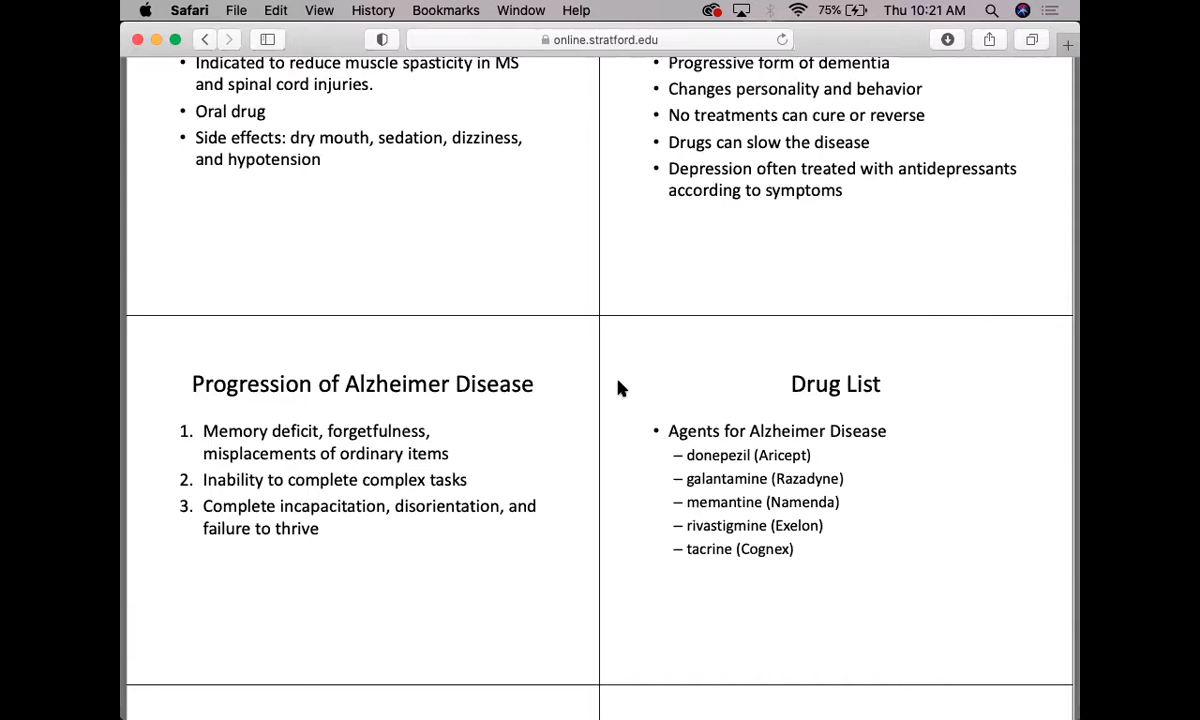 Safari File Edit View History Bookmarks Window Help 75% Thu 10:21 AM
online.stratford.edu
• Indicated to reduce muscle spasticity in MS
and spinal cord injuries.
• Oral drug
• Side effects: dry mouth, sedation, dizziness,
and hypotension
• Progressive form of dementia
• Changes personality and behavior
• No treatments can cure or reverse
• Drugs can slow the disease
• Depression often treated with antidepressants
according to symptoms
Progression of Alzheimer Disease
1. Memory deficit, forgetfulness,
misplacements of ordinary items
2. Inability to complete complex tasks
3. Complete incapacitation, disorientation, and
failure to thrive
Drug List
• Agents for Alzheimer Disease
– donepezil (Aricept)
– galantamine (Razadyne)
– memantine (Namenda)
– rivastigmine (Exelon)
– tacrine (Cognex)